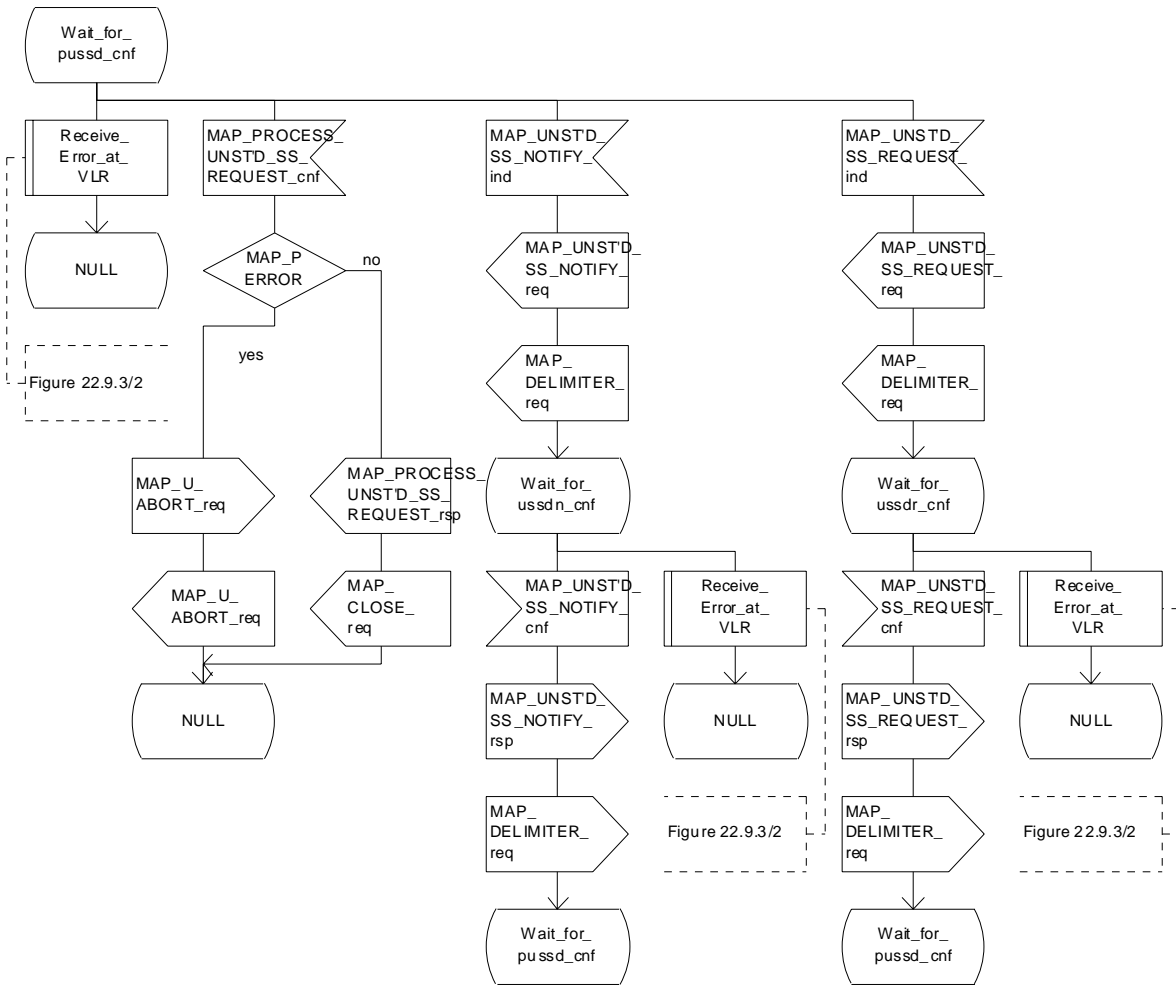 Wait_for_
pussd_cnf
Receive_
Error_at_
VLR
MAP_PROCESS_
UNST'D_SS_
REQUEST_cnf
MAP_UNST'D_
SS_NOTIFY_
ind
MAP_UNST'D_
SS_REQUEST_
ind
NULL
MAP_P
ERROR
no
MAP_UNST'D_
SS_NOTIFY_
req
MAP_UNST'D_
SS_REQUEST_
req
yes
Figure 22.9.3/2
MAP_
DELIMITER_
req
MAP_
DELIMITER_
req
MAP_U_
ABORT_req
MAP_PROCESS_
UNST'D_SS_
REQUEST_rsp
Wait_for_
ussdn_cnf
Wait_for_
ussdr_cnf
MAP_U_
ABORT_req
MAP_
CLOSE_
req
MAP_UNST'D_
SS_NOTIFY_
cnf
Receive_
Error_at_
VLR
MAP_UNST'D_
SS_REQUEST_
cnf
Receive_
Error_at_
VLR
NULL
MAP_UNST'D_
SS_NOTIFY_
rsp
NULL
MAP_UNST'D_
SS_REQUEST_
rsp
NULL
MAP_
DELIMITER_
req
Figure 22.9.3/2
MAP_
DELIMITER_
req
Figure 22.9.3/2
Wait_for_
pussd_cnf
Wait_for_
pussd_cnf